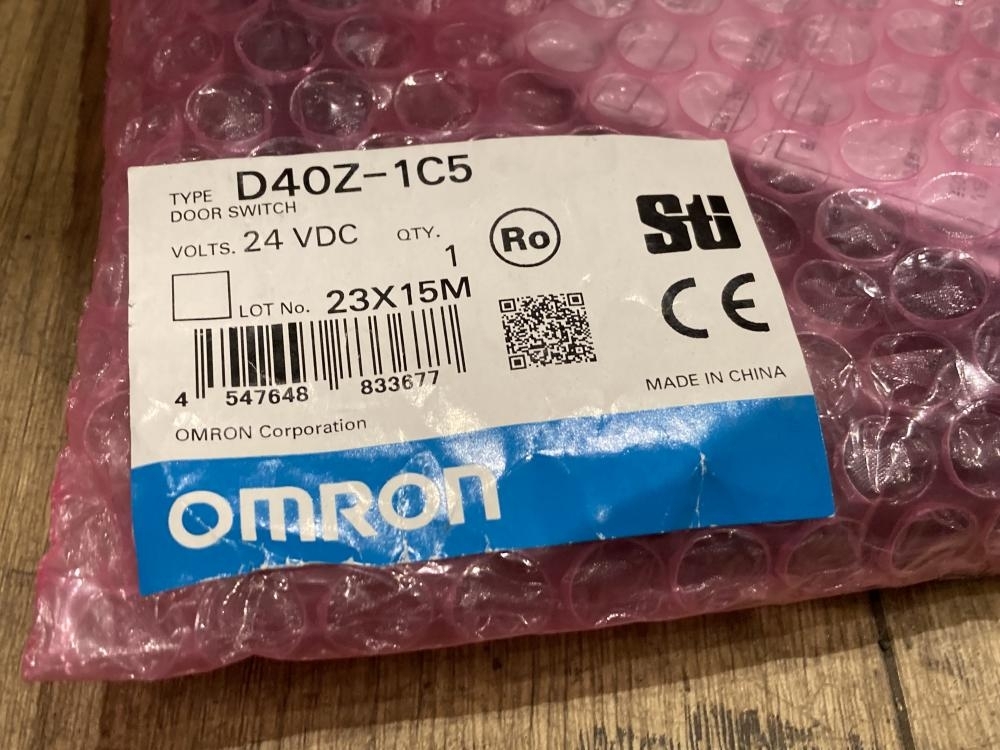 TYPE D40Z-1C5
DOOR SWITCH
VOLTS. 24 VDC QTY. 1
Ro
Sti
LOT No. 23X15M
CE
4 547648 833677
MADE IN CHINA
OMRON Corporation
OMRON